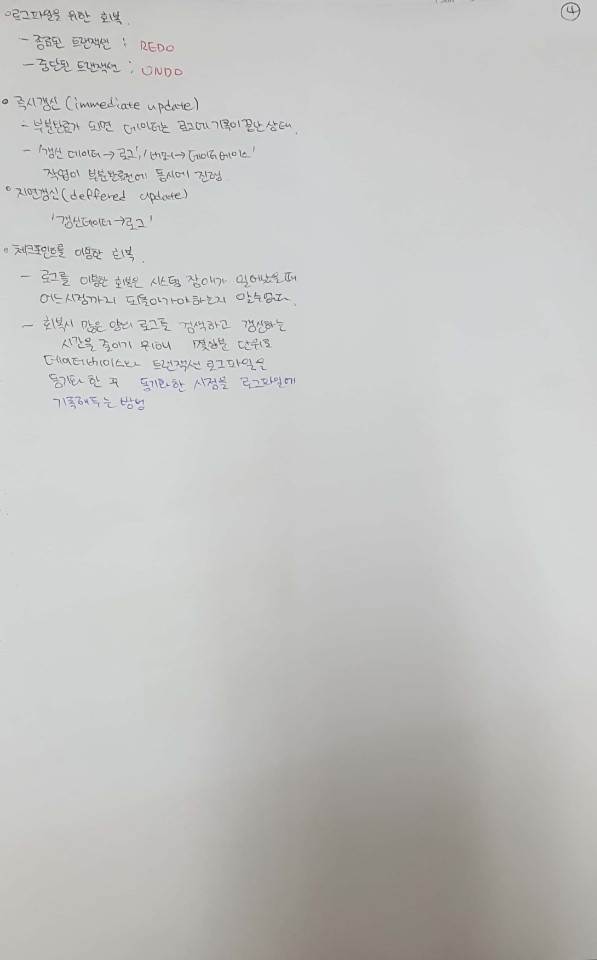 ④
○로그파일을 위한 회복.
- 종료된 트랜잭션 : REDO
- 중단된 트랜잭션 : UNDO
○ 즉시갱신 (immediate update)
- 부분완료가 되면 데이터는 로그에 기록이 끝난 상태.
- '갱신 데이터→로그', '버퍼→데이터베이스'
작업이 부분완료전에 동시에 진행
○ 지연갱신(deffered update)
'갱신데이터→로그'
○ 체크포인트를 이용한 회복.
- 로그를 이용한 회복은 시스템 장애가 일어났을때
어느시점까지 되돌아가야하는지 알수없다.
- 회복시 많은 양의 로그를 검색하고 갱신하는
시간을 줄이기 위하여 몇십분 단위로
데이터베이스와 트랜잭션 로그파일을
동기화 한 후 동기화한 시점을 로그파일에
기록해두는 방법